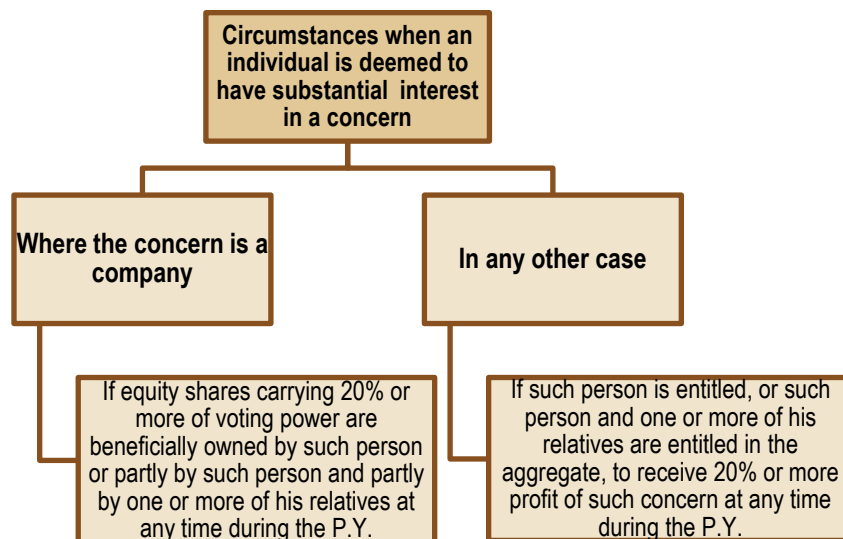 Circumstances when an
individual is deemed to
have substantial interest
in a concern
Where the concern is a
company
In any other case
If equity shares carrying 20% or
more of voting power are
beneficially owned by such person
or partly by such person and partly
by one or more of his relatives at
any time during the P.Y.
If such person is entitled, or such
person and one or more of his
relatives are entitled in the
aggregate, to receive 20% or more
profit of such concern at any time
during the P.Y.